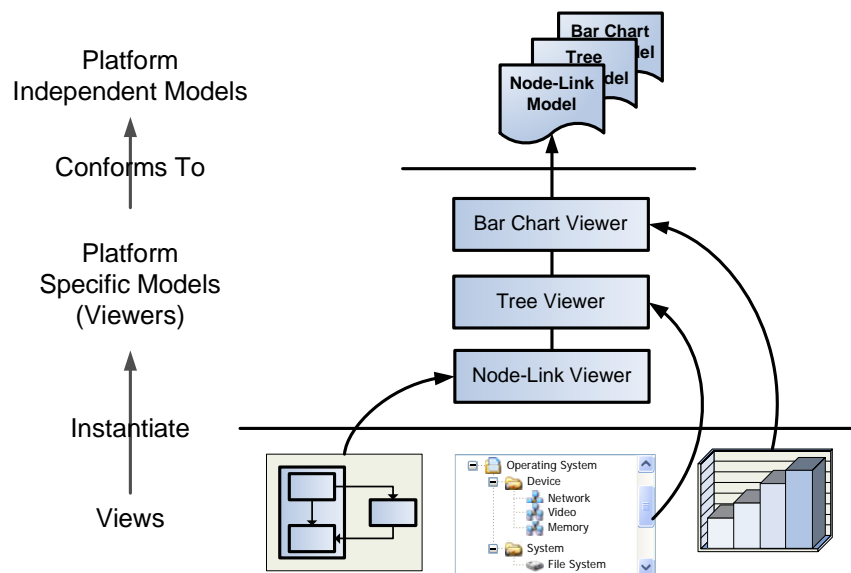 Platform
Independent Models
Conforms To
Platform
Specific Models
(Viewers)
Instantiate
Views
Bar Chart
Tree
Node-Link
Model
Bar Chart Viewer
Tree Viewer
Node-Link Viewer
Operating System
Device
Network
Video
Memory
System
File System